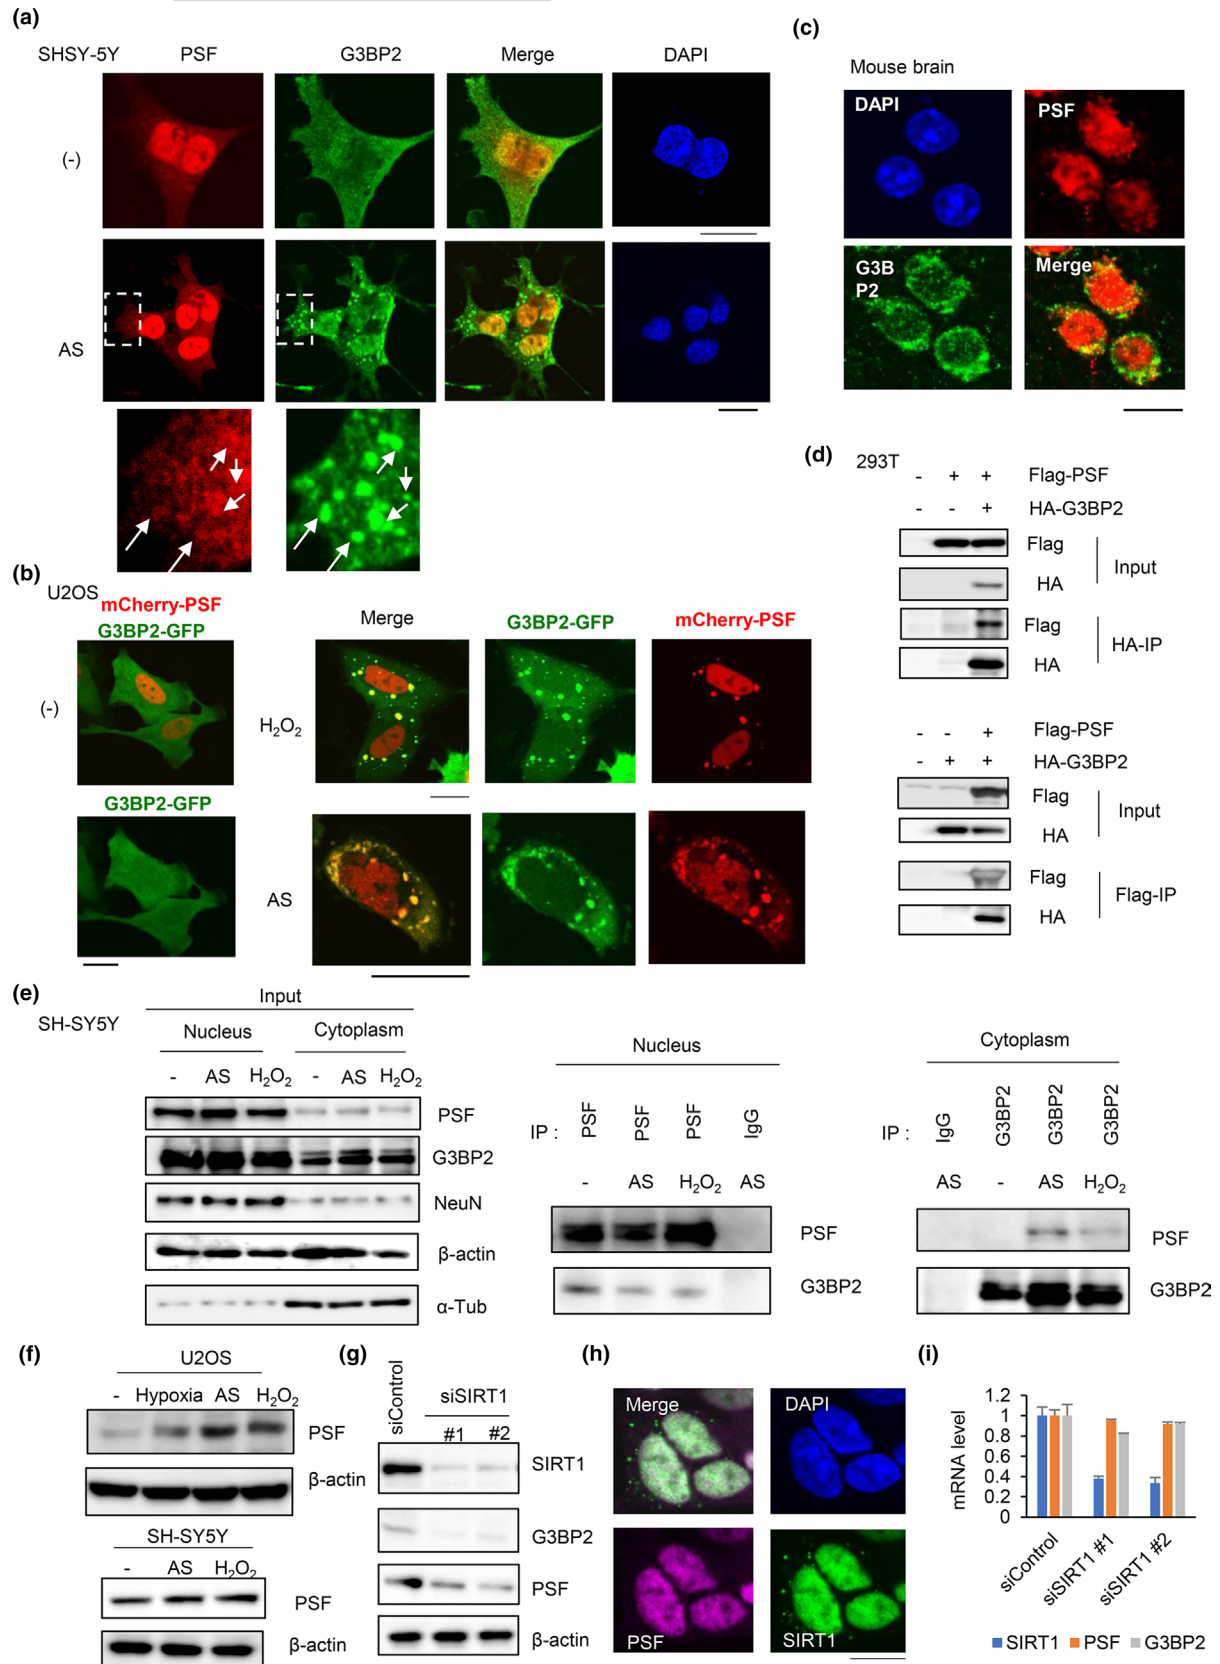 (a)
SHSY-5Y PSF G3BP2 Merge DAPI
(-)
AS
(b)
U2OS
mCherry-PSF
G3BP2-GFP
Merge G3BP2-GFP mCherry-PSF
(-)
H2O2
G3BP2-GFP
AS
(c)
Mouse brain
DAPI PSF
G3B
P2
Merge
(d)
293T
- + + Flag-PSF
- - + HA-G3BP2
Flag
HA
Input
Flag
HA
HA-IP
- - + Flag-PSF
- + + HA-G3BP2
Flag
HA
Input
Flag
HA
Flag-IP
(e)
SH-SY5Y
Input
Nucleus Cytoplasm
- AS H2O2 - AS H2O2
PSF
G3BP2
NeuN
β-actin
α-Tub
Nucleus
IP : PSF PSF PSF IgG
- AS H2O2 AS
PSF
G3BP2
Cytoplasm
IP : IgG G3BP2 G3BP2 G3BP2
AS - AS H2O2
PSF
G3BP2
(f)
U2OS
- Hypoxia AS H2O2
PSF
β-actin
SH-SY5Y
- AS H2O2
PSF
β-actin
(g)
siControl
siSIRT1
#1 #2
SIRT1
G3BP2
PSF
β-actin
(h)
Merge DAPI
PSF SIRT1
(i)
mRNA level
1.2
1
0.8
0.6
0.4
0.2
0
siControl siSIRT1 #1 siSIRT1 #2
SIRT1 PSF G3BP2